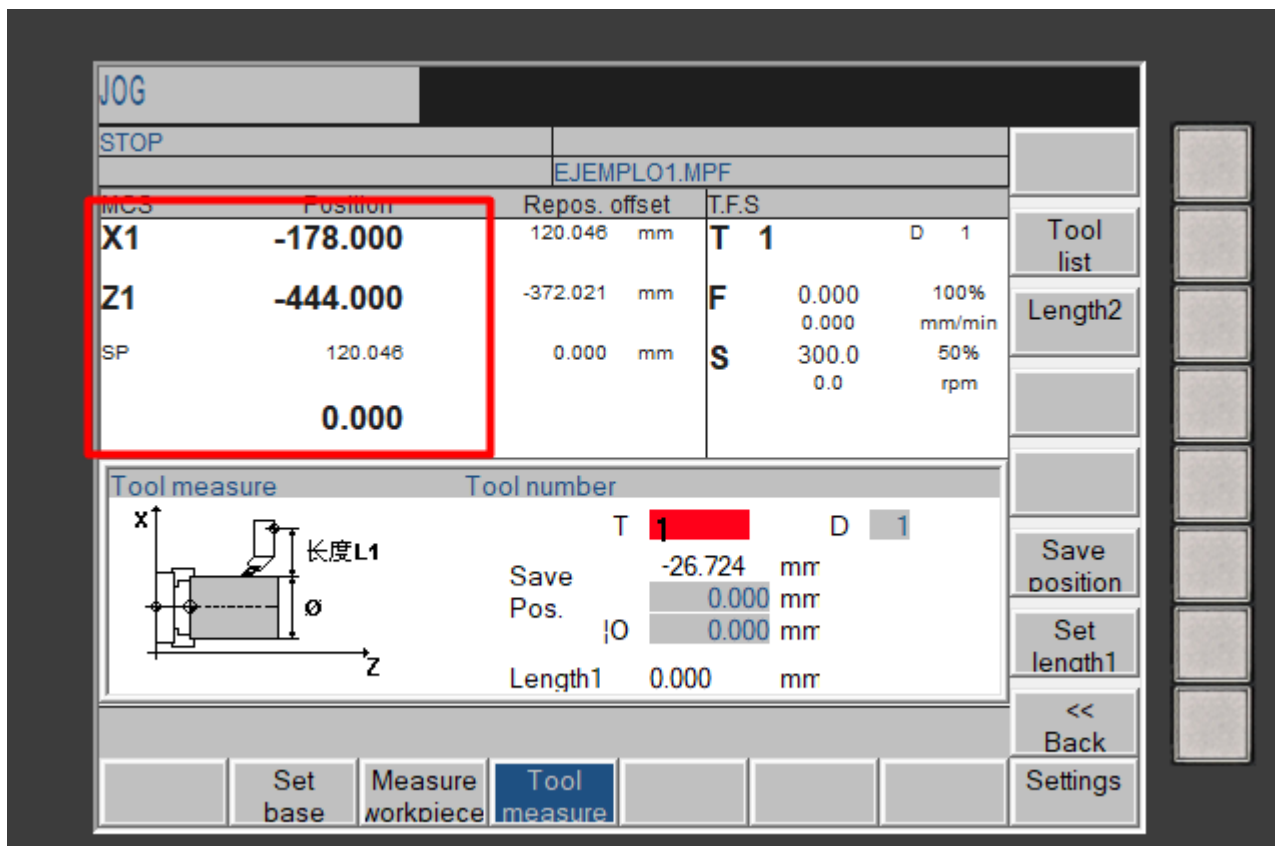 JOG
STOP
EJEMPLO1.MPF
MCS Position Repos. offset T.F.S
X1 -178.000 120.046 mm T 1 D 1
Z1 -444.000 -372.021 mm F 0.000 100%
0.000 mm/min
SP 120.046 0.000 mm S 300.0 50%
0.0 rpm
0.000
Tool measure Tool number
X
长度L1
Ø
Z
T 1 D 1
Save -26.724 mm
Pos. 0.000 mm
¦O 0.000 mm
Length1 0.000 mm
Tool
list
Length2
Save
position
Set
length1
<<
Back
Set
base
Measure
workpiece
Tool
measure
Settings